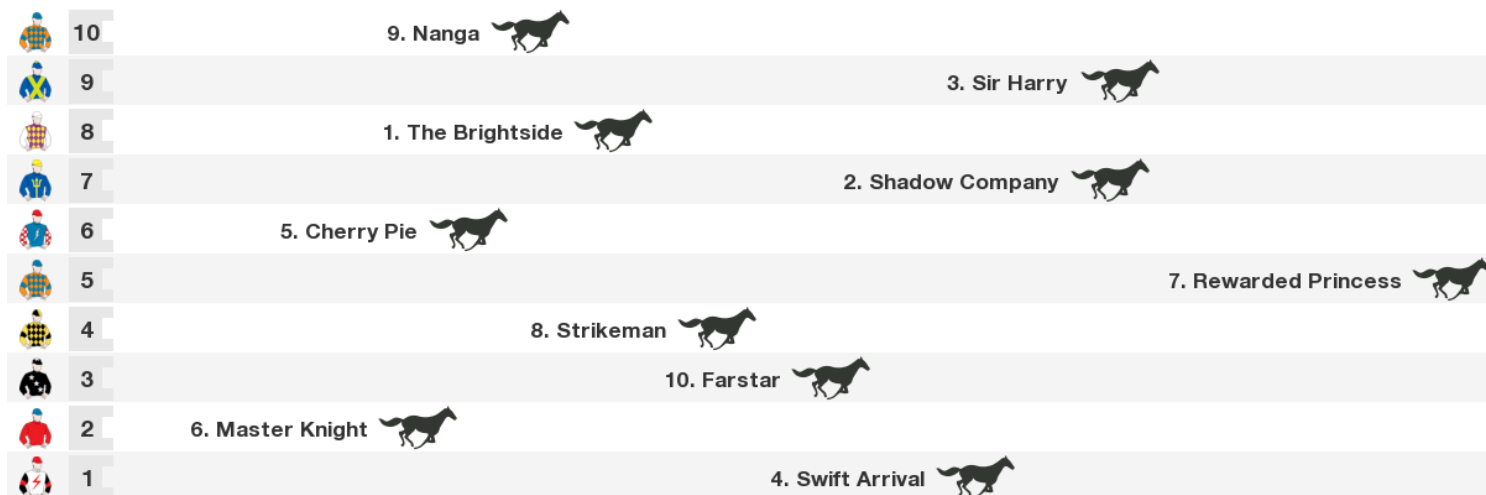 10 9. Nanga
9 3. Sir Harry
8 1. The Brightside
7 2. Shadow Company
6 5. Cherry Pie
5 7. Rewarded Princess
4 8. Strikeman
3 10. Farstar
2 6. Master Knight
1 4. Swift Arrival